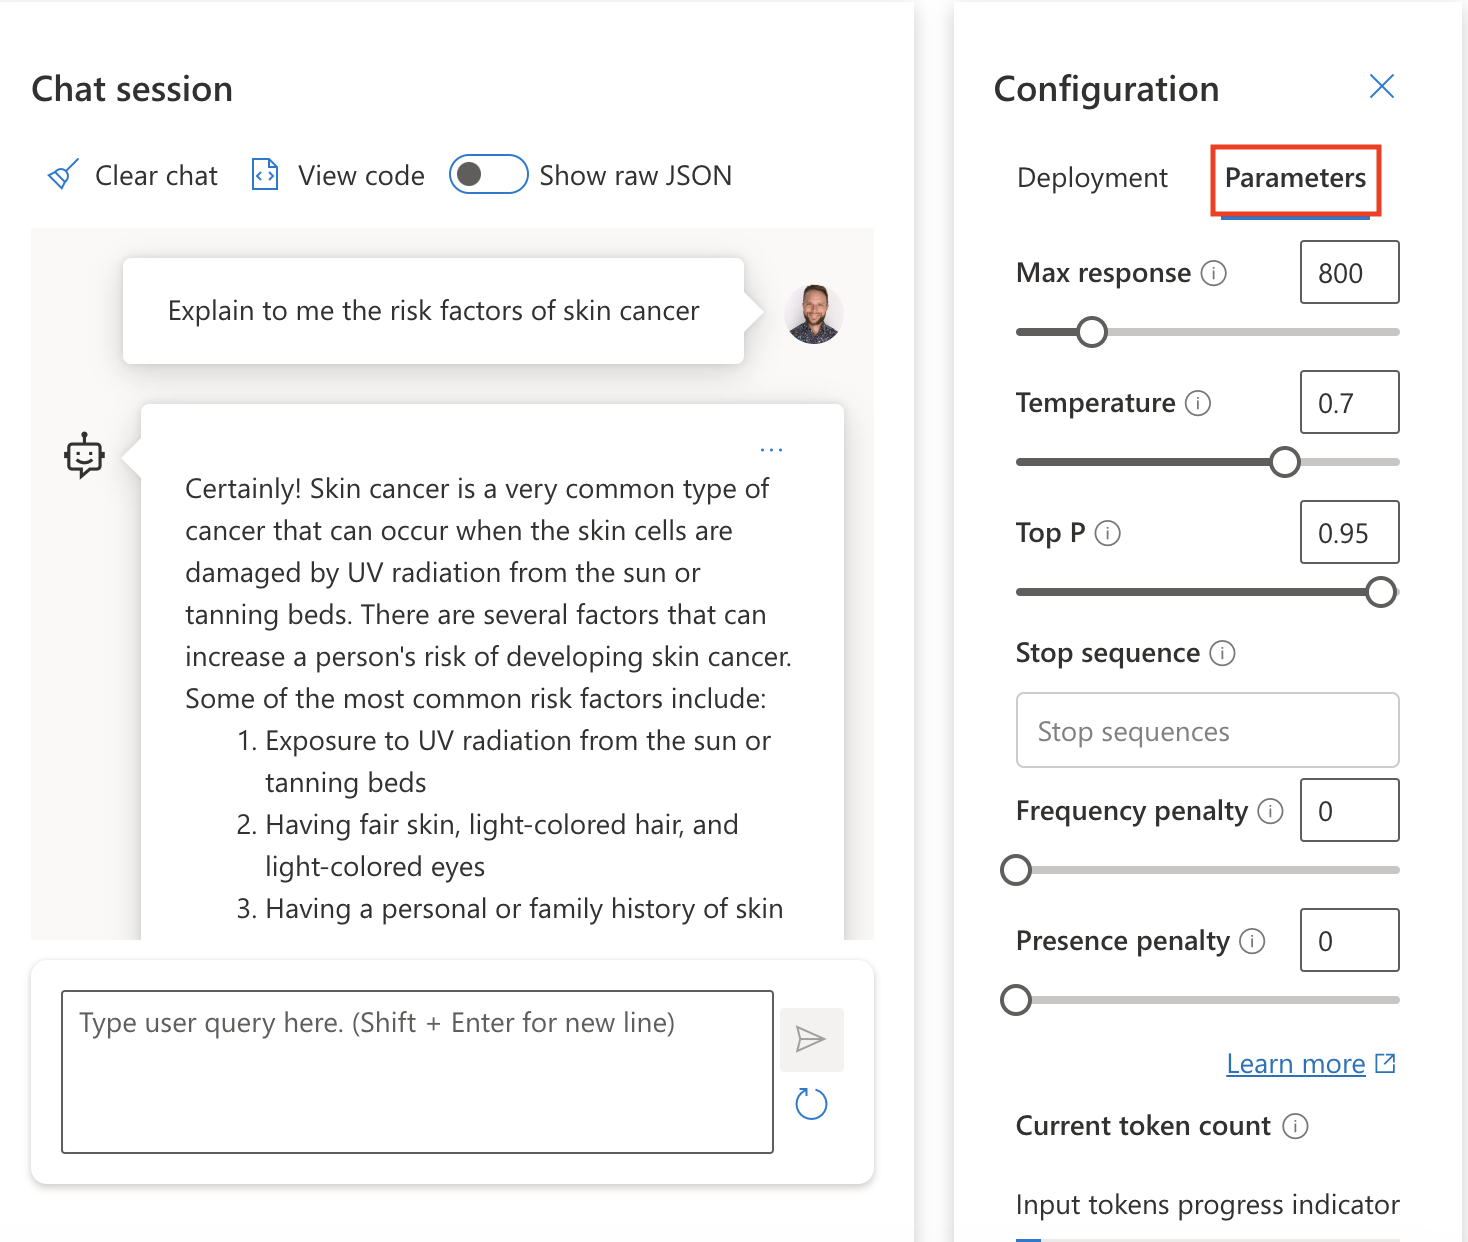 Chat session
Clear chat
View code
Show raw JSON
Explain to me the risk factors of skin cancer
...
Certainly! Skin cancer is a very common type of
cancer that can occur when the skin cells are
damaged by UV radiation from the sun or
tanning beds. There are several factors that can
increase a person's risk of developing skin cancer.
Some of the most common risk factors include:
1. Exposure to UV radiation from the sun or
tanning beds
2. Having fair skin, light-colored hair, and
light-colored eyes
3. Having a personal or family history of skin
Type user query here. (Shift + Enter for new line)
Configuration
Deployment
Parameters
Max response
800
Temperature
0.7
Top P
0.95
Stop sequence
Stop sequences
Frequency penalty
0
Presence penalty
0
Learn more
Current token count
Input tokens progress indicator